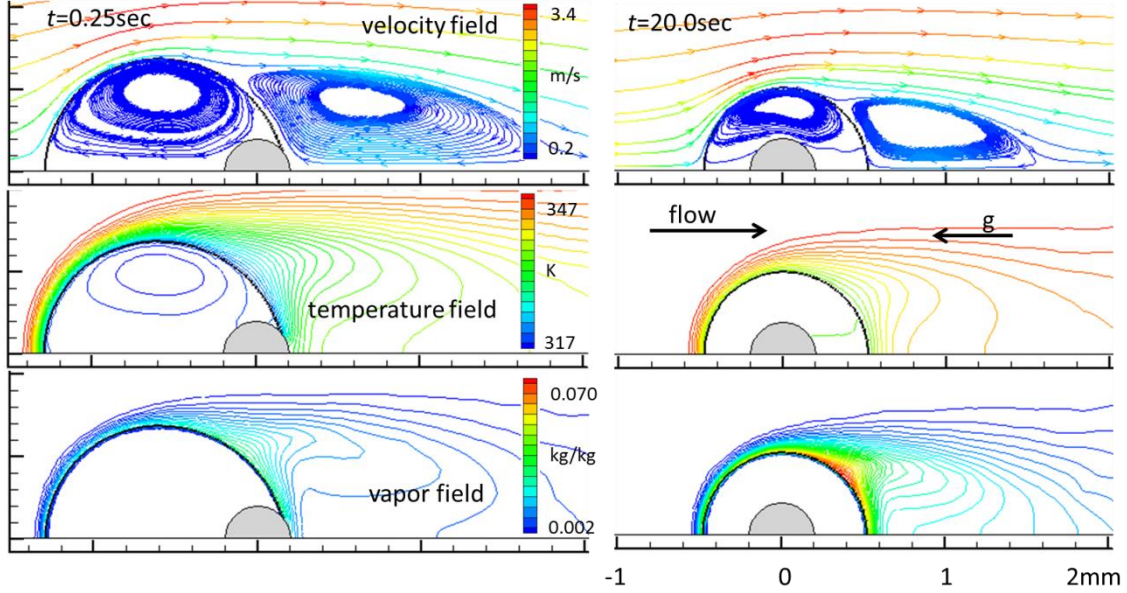 t=0.25sec
velocity field
3.4
m/s
0.2
t=20.0sec
347
K
temperature field
317
flow
g
0.070
kg/kg
vapor field
0.002
-1 0 1 2mm